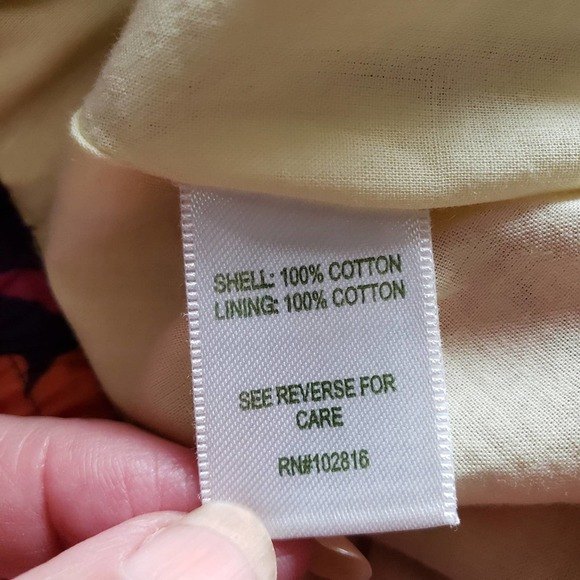 SHELL: 100% COTTON
LINING: 100% COTTON
SEE REVERSE FOR
CARE
RN#102816